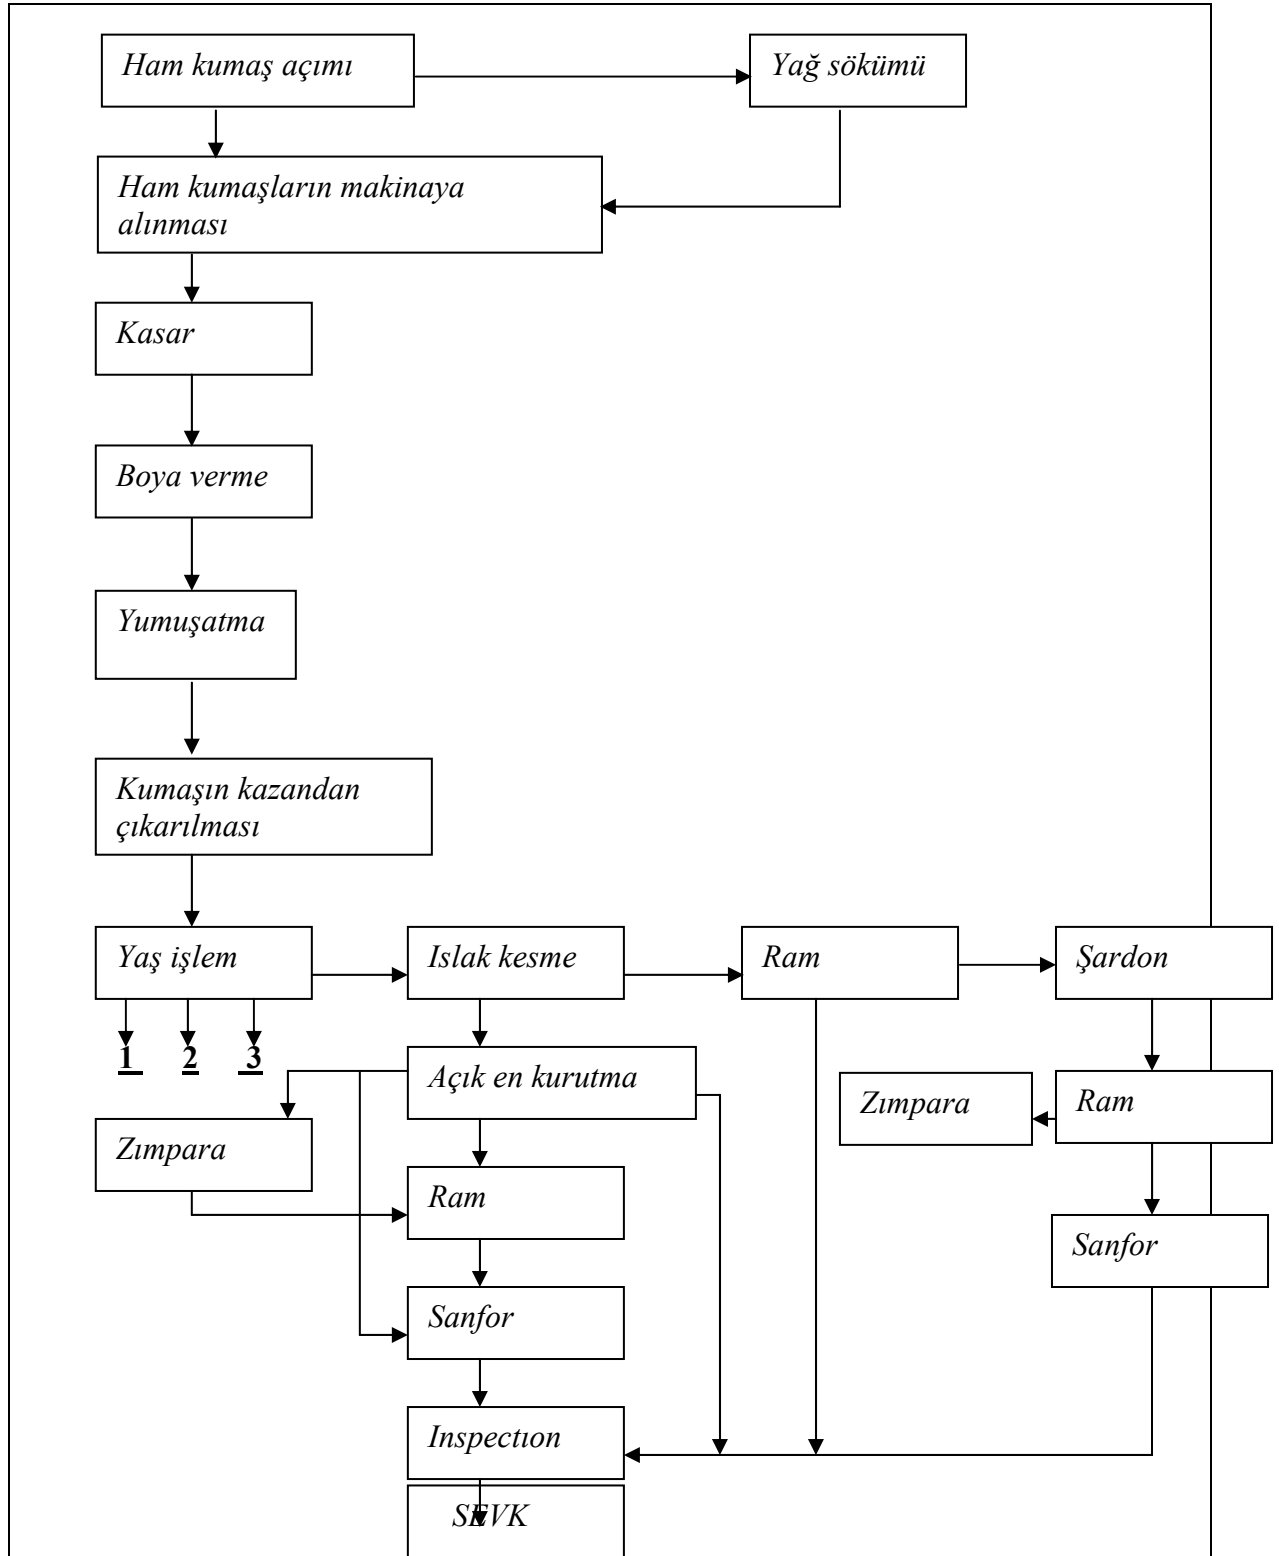 Ham kumaş açımı
Yağ sökümü
Ham kumaşların makinaya
alınması
Kasar
Boya verme
Yumuşatma
Kumaşın kazandan
çıkarılması
Yaş işlem
Islak kesme
Ram
Şardon
1 2 3
Açık en kurutma
Zımpara
Ram
Zımpara
Ram
Sanfor
Sanfor
Inspectıon
SEVK